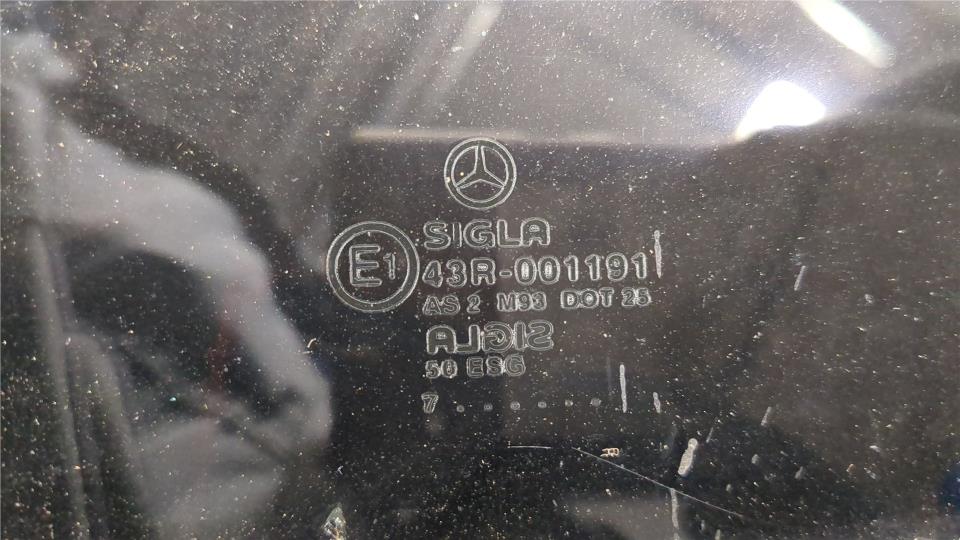 SIGLA
E1
43R-001191
AS 2 M93 DOT 25
SIGLA
50 ESG
7 . . . . . .